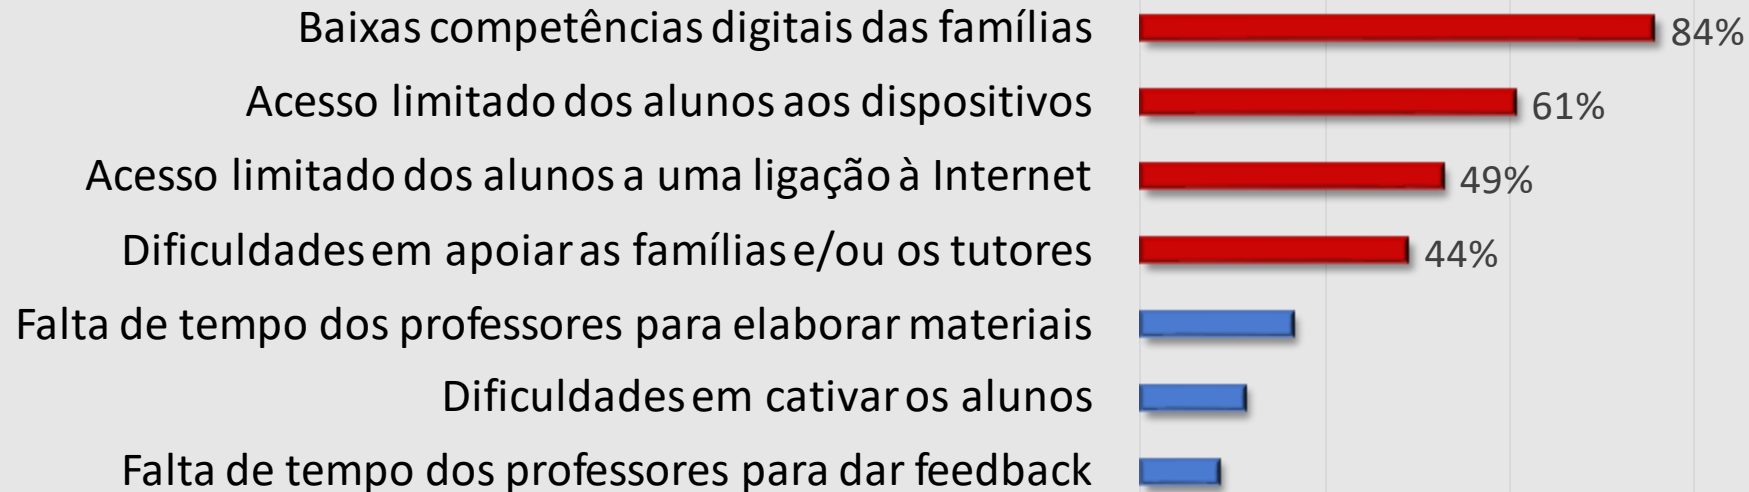 Baixas competências digitais das famílias 84%
Acesso limitado dos alunos aos dispositivos 61%
Acesso limitado dos alunos a uma ligação à Internet 49%
Dificuldades em apoiar as famílias e/ou os tutores 44%
Falta de tempo dos professores para elaborar materiais
Dificuldades em cativar os alunos
Falta de tempo dos professores para dar feedback